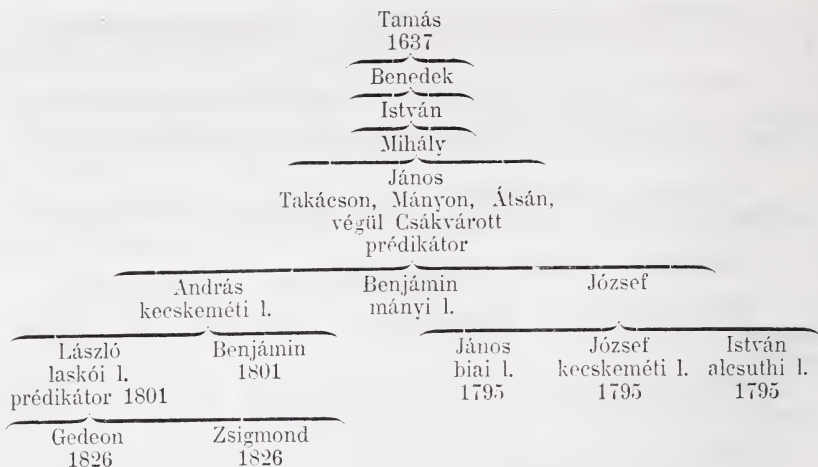 Tamás
1637
Benedek
István
Mihály
János
Takácson, Mányon, Átsán,
végül Csákvárott
prédikátor
András Benjámin József
kecskeméti l. mányi l.
László Benjámin János József István
laskói l. 1801 biai l. kecskeméti l. alcsuthi l.
prédikátor 1801 1795 1795 1795
Gedeon Zsigmond
1826 1826